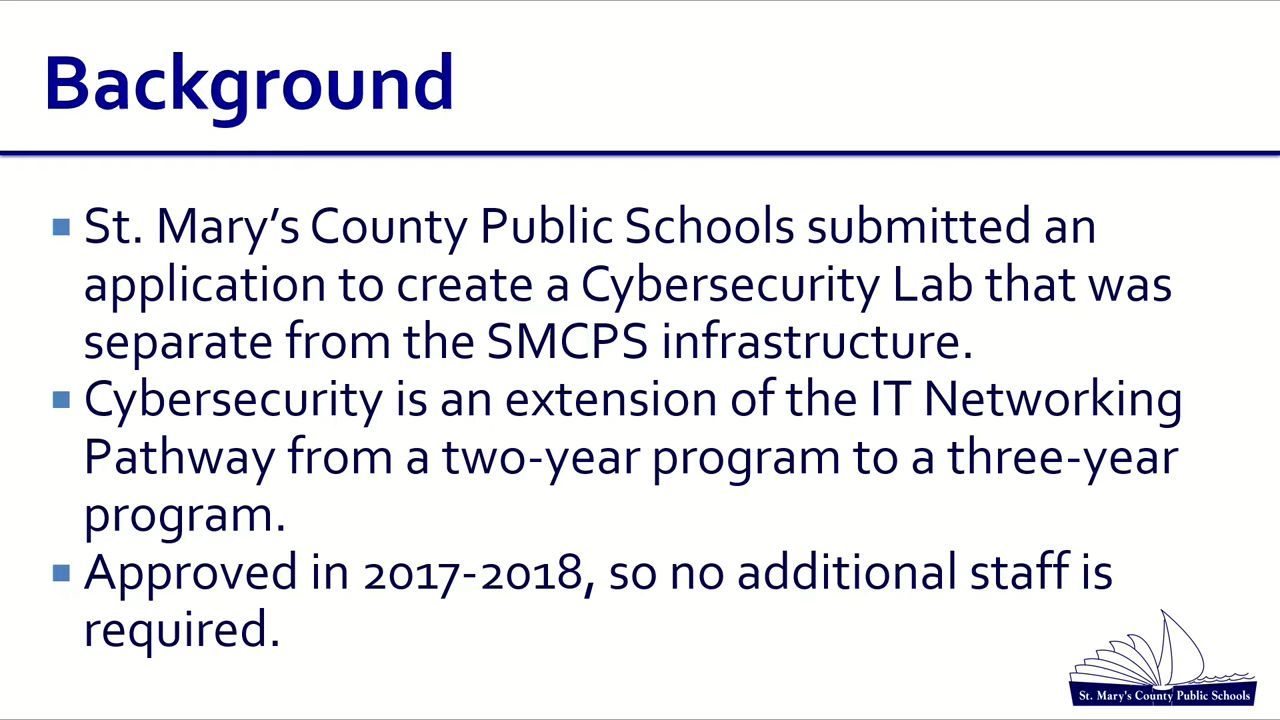 Background
■ St. Mary’s County Public Schools submitted an
application to create a Cybersecurity Lab that was
separate from the SMCPS infrastructure.
■ Cybersecurity is an extension of the IT Networking
Pathway from a two-year program to a three-year
program.
■ Approved in 2017-2018, so no additional staff is
required.
St. Mary's County Public Schools